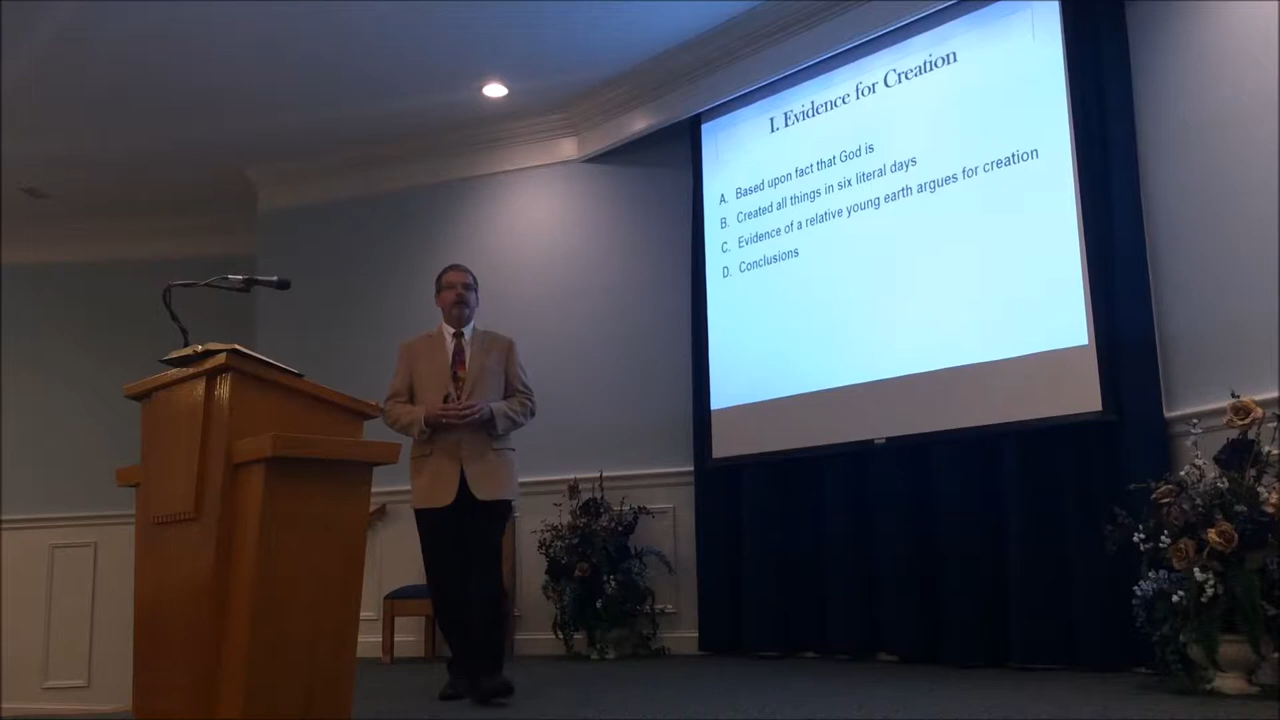 I. Evidence for Creation
A. Based upon fact that God is
B. Created all things in six literal days
C. Evidence of a relative young earth argues for creation
D. Conclusions